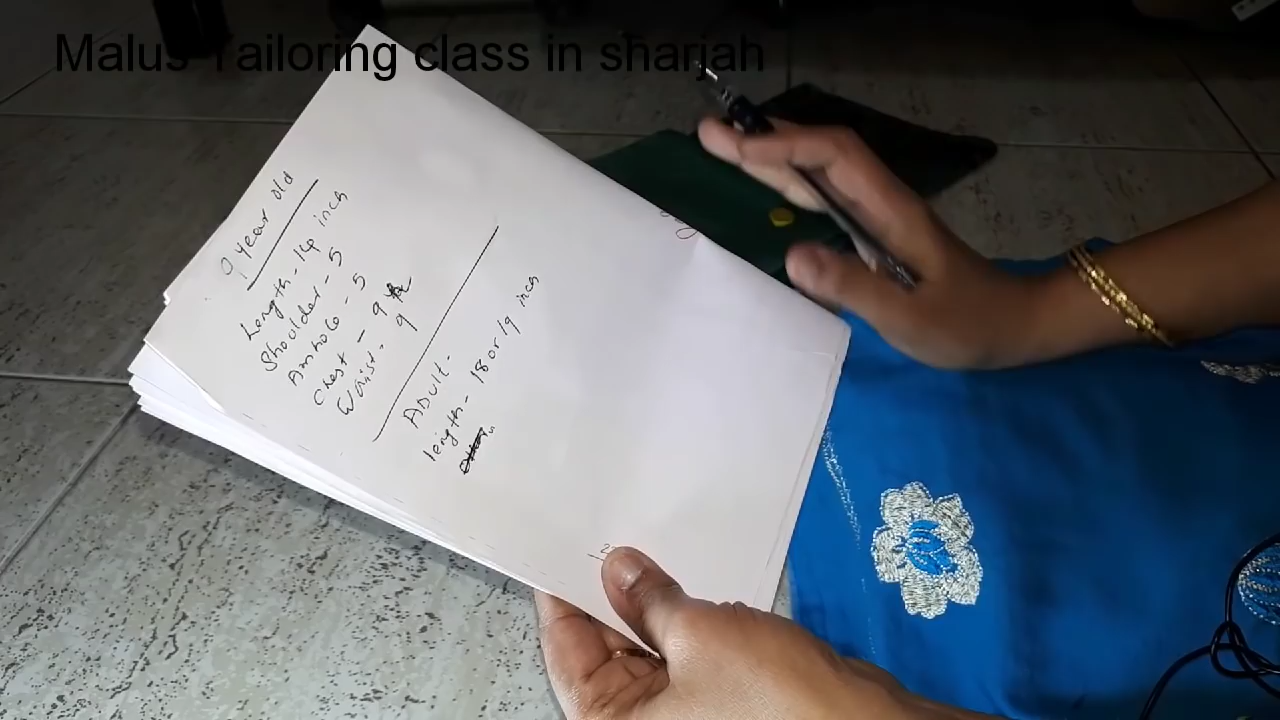 Malus Tailoring class in sharjah
9 year old
Length - 14 inch
Shoulder - 5
Armhole - 5
Chest - 9
Waist - 9
ADULT -
length - 18 or 19 inch